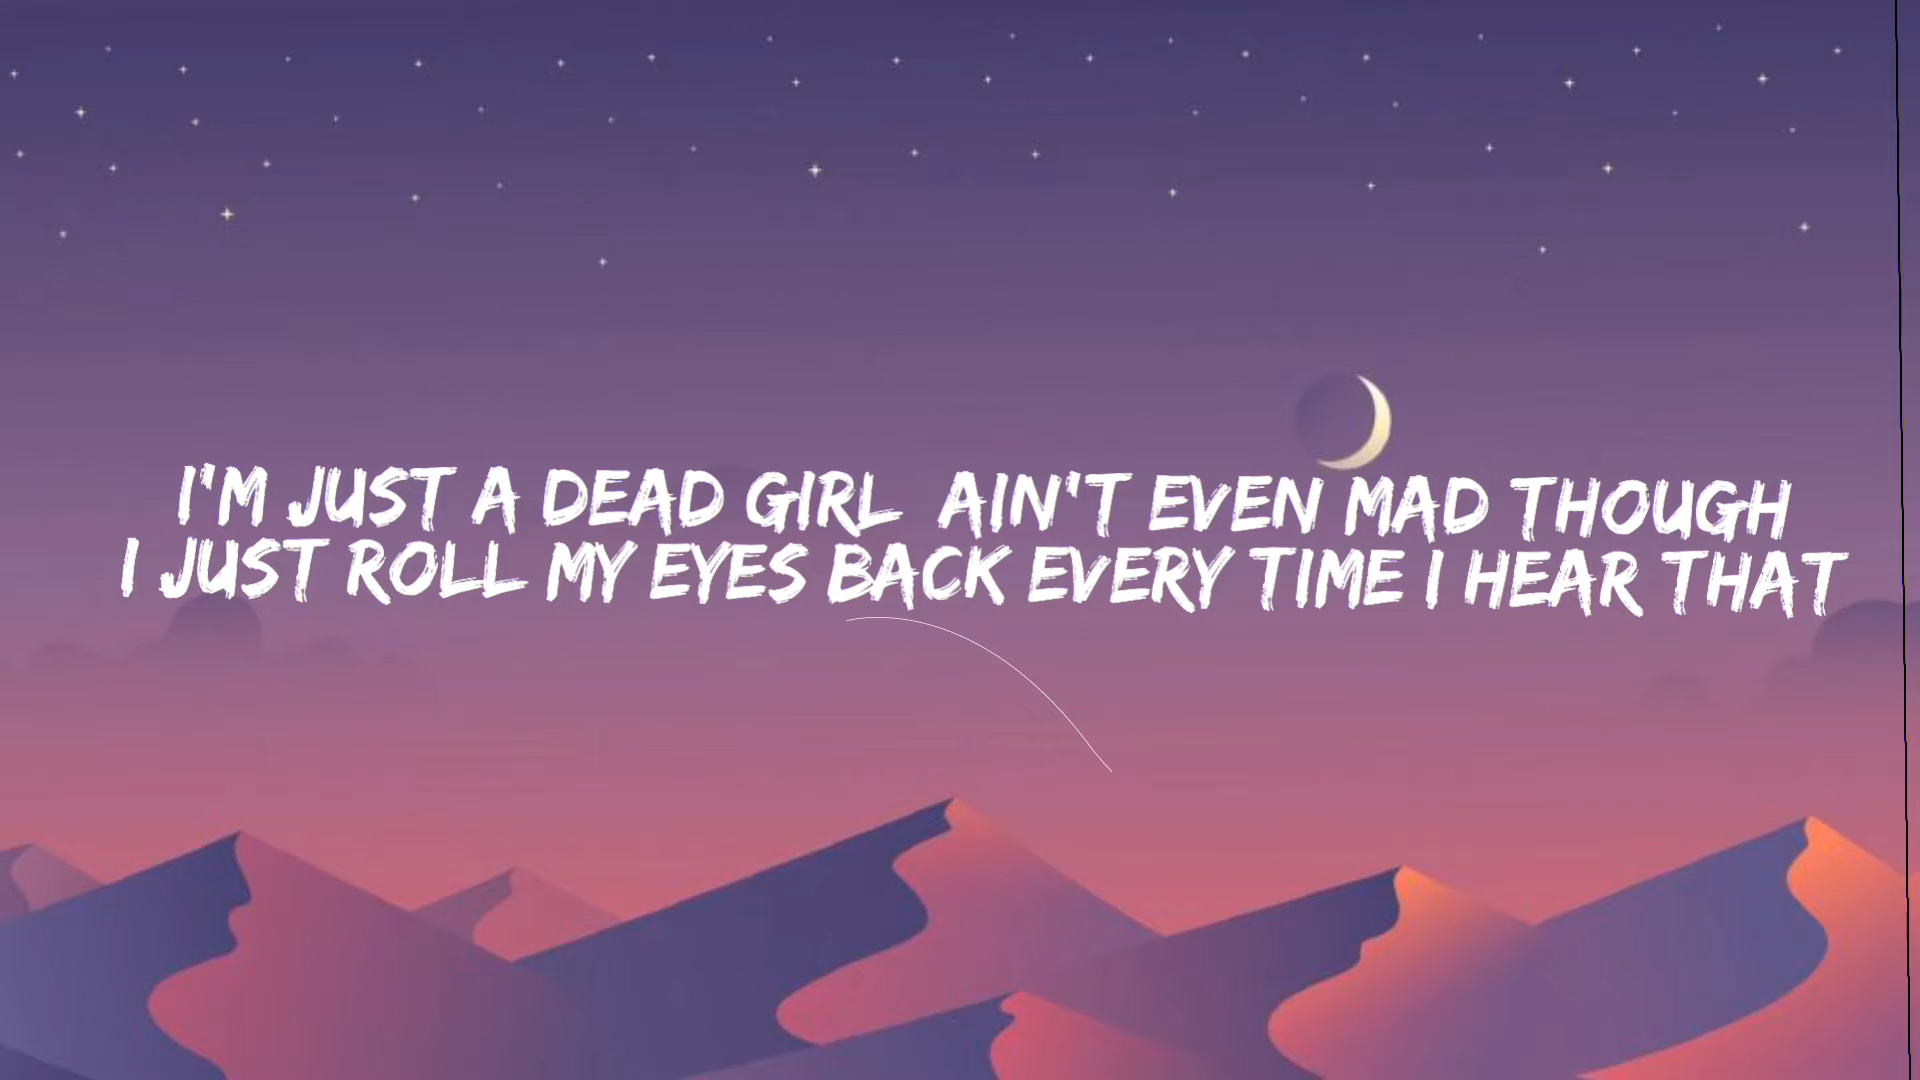 I'M JUST A DEAD GIRL  AIN'T EVEN MAD THOUGH
I JUST ROLL MY EYES BACK EVERY TIME I HEAR THAT